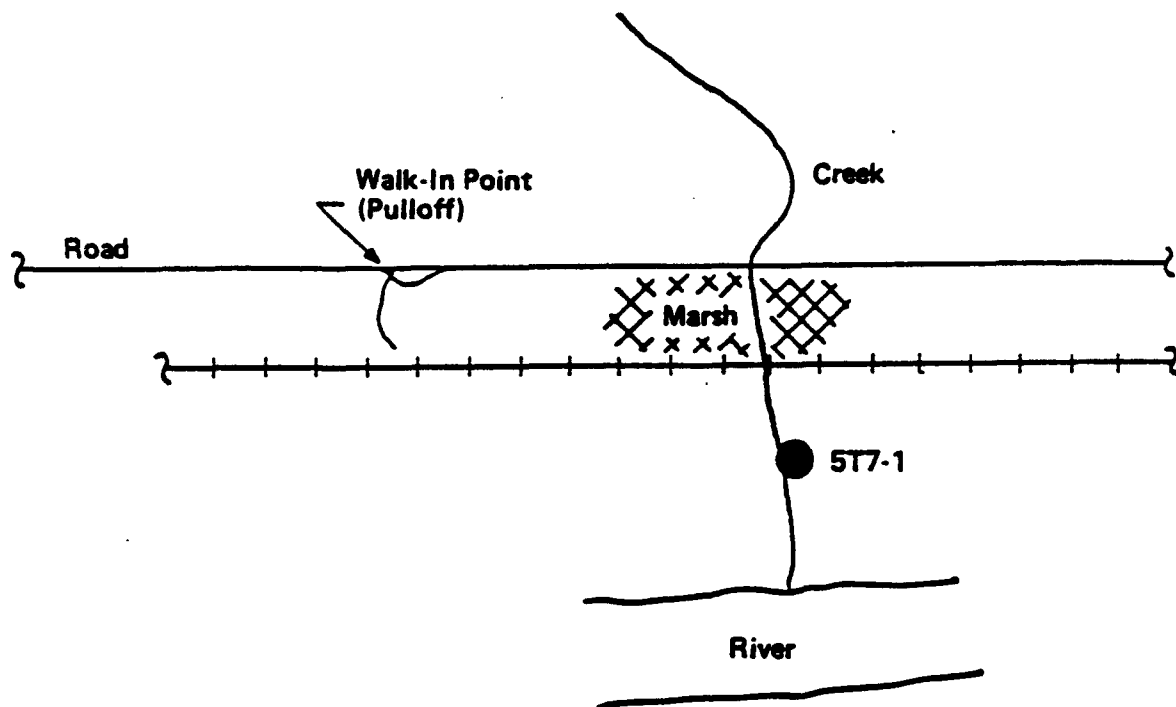 Walk-In Point
(Pulloff)
Creek
Road
Marsh
5T7-1
River